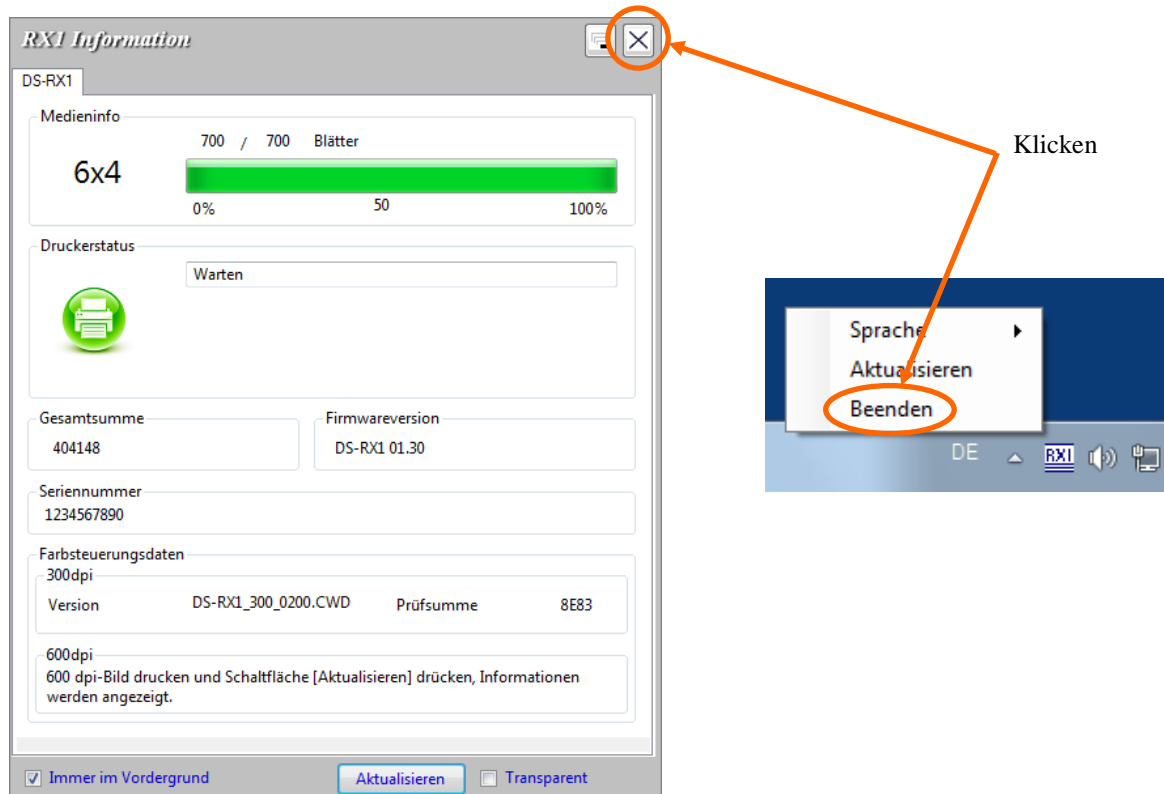 RX1 Information
DS-RX1
Medieninfo
700 / 700 Blätter
6x4
0% 50 100%
Druckerstatus
Warten
Gesamtsumme
404148
Firmwareversion
DS-RX1 01.30
Seriennummer
1234567890
Farbsteuerungsdaten
300dpi
Version DS-RX1_300_0200.CWD Prüfsumme 8E83
600dpi
600 dpi-Bild drucken und Schaltfläche [Aktualisieren] drücken, Informationen
werden angezeigt.
Immer im Vordergrund Aktualisieren Transparent
Klicken
Sprache
Aktualisieren
Beenden
DE RX1